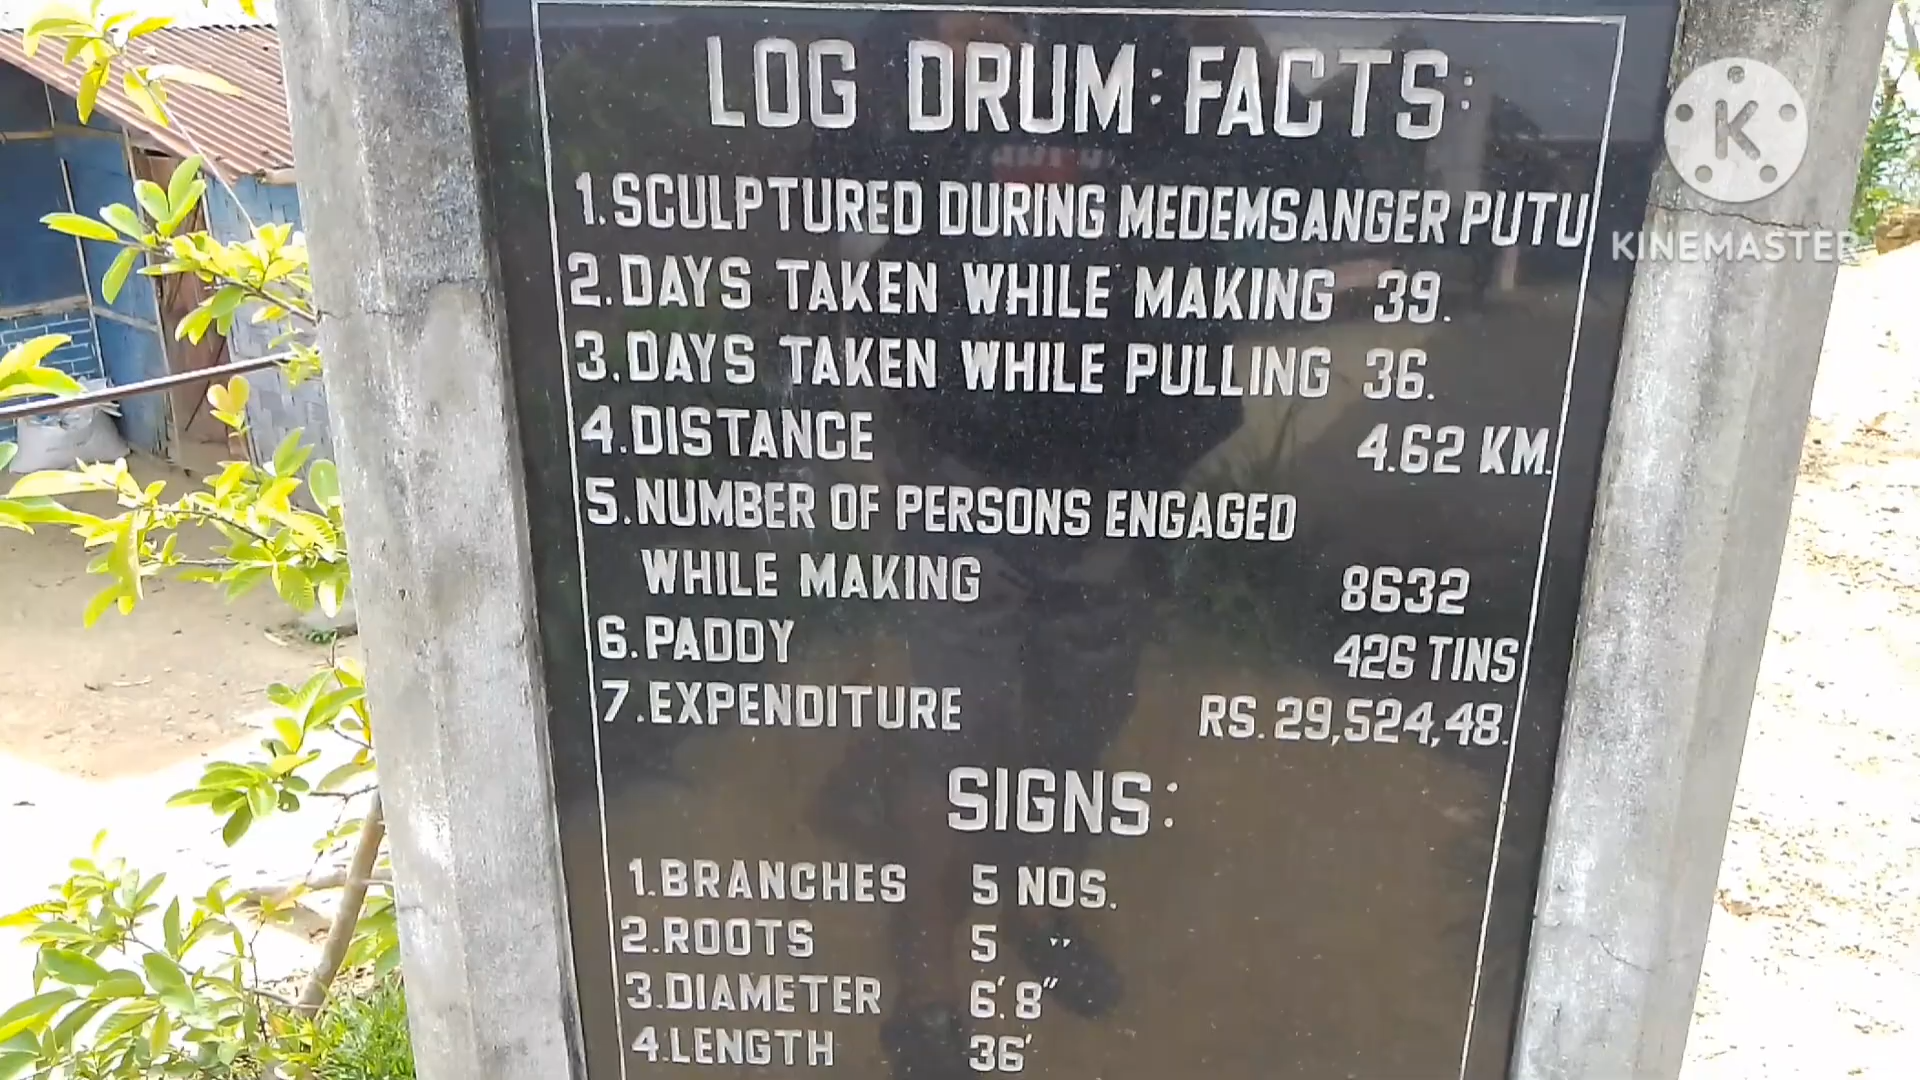 LOG DRUM: FACTS:
1. SCULPTURED DURING MEDEMSANGER PUTU
2. DAYS TAKEN WHILE MAKING 39.
3. DAYS TAKEN WHILE PULLING 36.
4. DISTANCE 4.62 KM.
5. NUMBER OF PERSONS ENGAGED
WHILE MAKING 8632
6. PADDY 426 TINS
7. EXPENDITURE RS. 29,524,48.
SIGNS:
1. BRANCHES 5 NOS.
2. ROOTS 5 ''
3. DIAMETER 6'.8"
4. LENGTH 36'
K
KINEMASTER